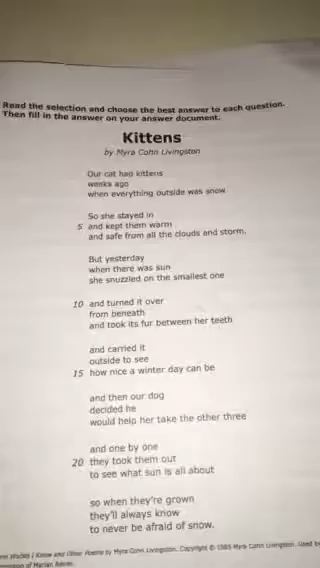 Read the selection and choose the best answer to each question.
Then fill in the answer on your answer document.
Kittens
by Myra Cohn Livingston
Our cat had kittens
weeks ago
when everything outside was snow.
So she stayed in
5 and kept them warm
and safe from all the clouds and storm.
But yesterday
when there was sun
she snuzzled on the smallest one
10 and turned it over
from beneath
and took its fur between her teeth
and carried it
outside to see
15 how nice a winter day can be
and then our dog
decided he
would help her take the other three
and one by one
20 they took them out
to see what sun is all about
so when they're grown
they'll always know
to never be afraid of snow.
I Know and Other Poems by Myra Cohn Livingston. Copyright © 1985 Myra Cohn Livingston. Used by
permission of Marian Reiner.